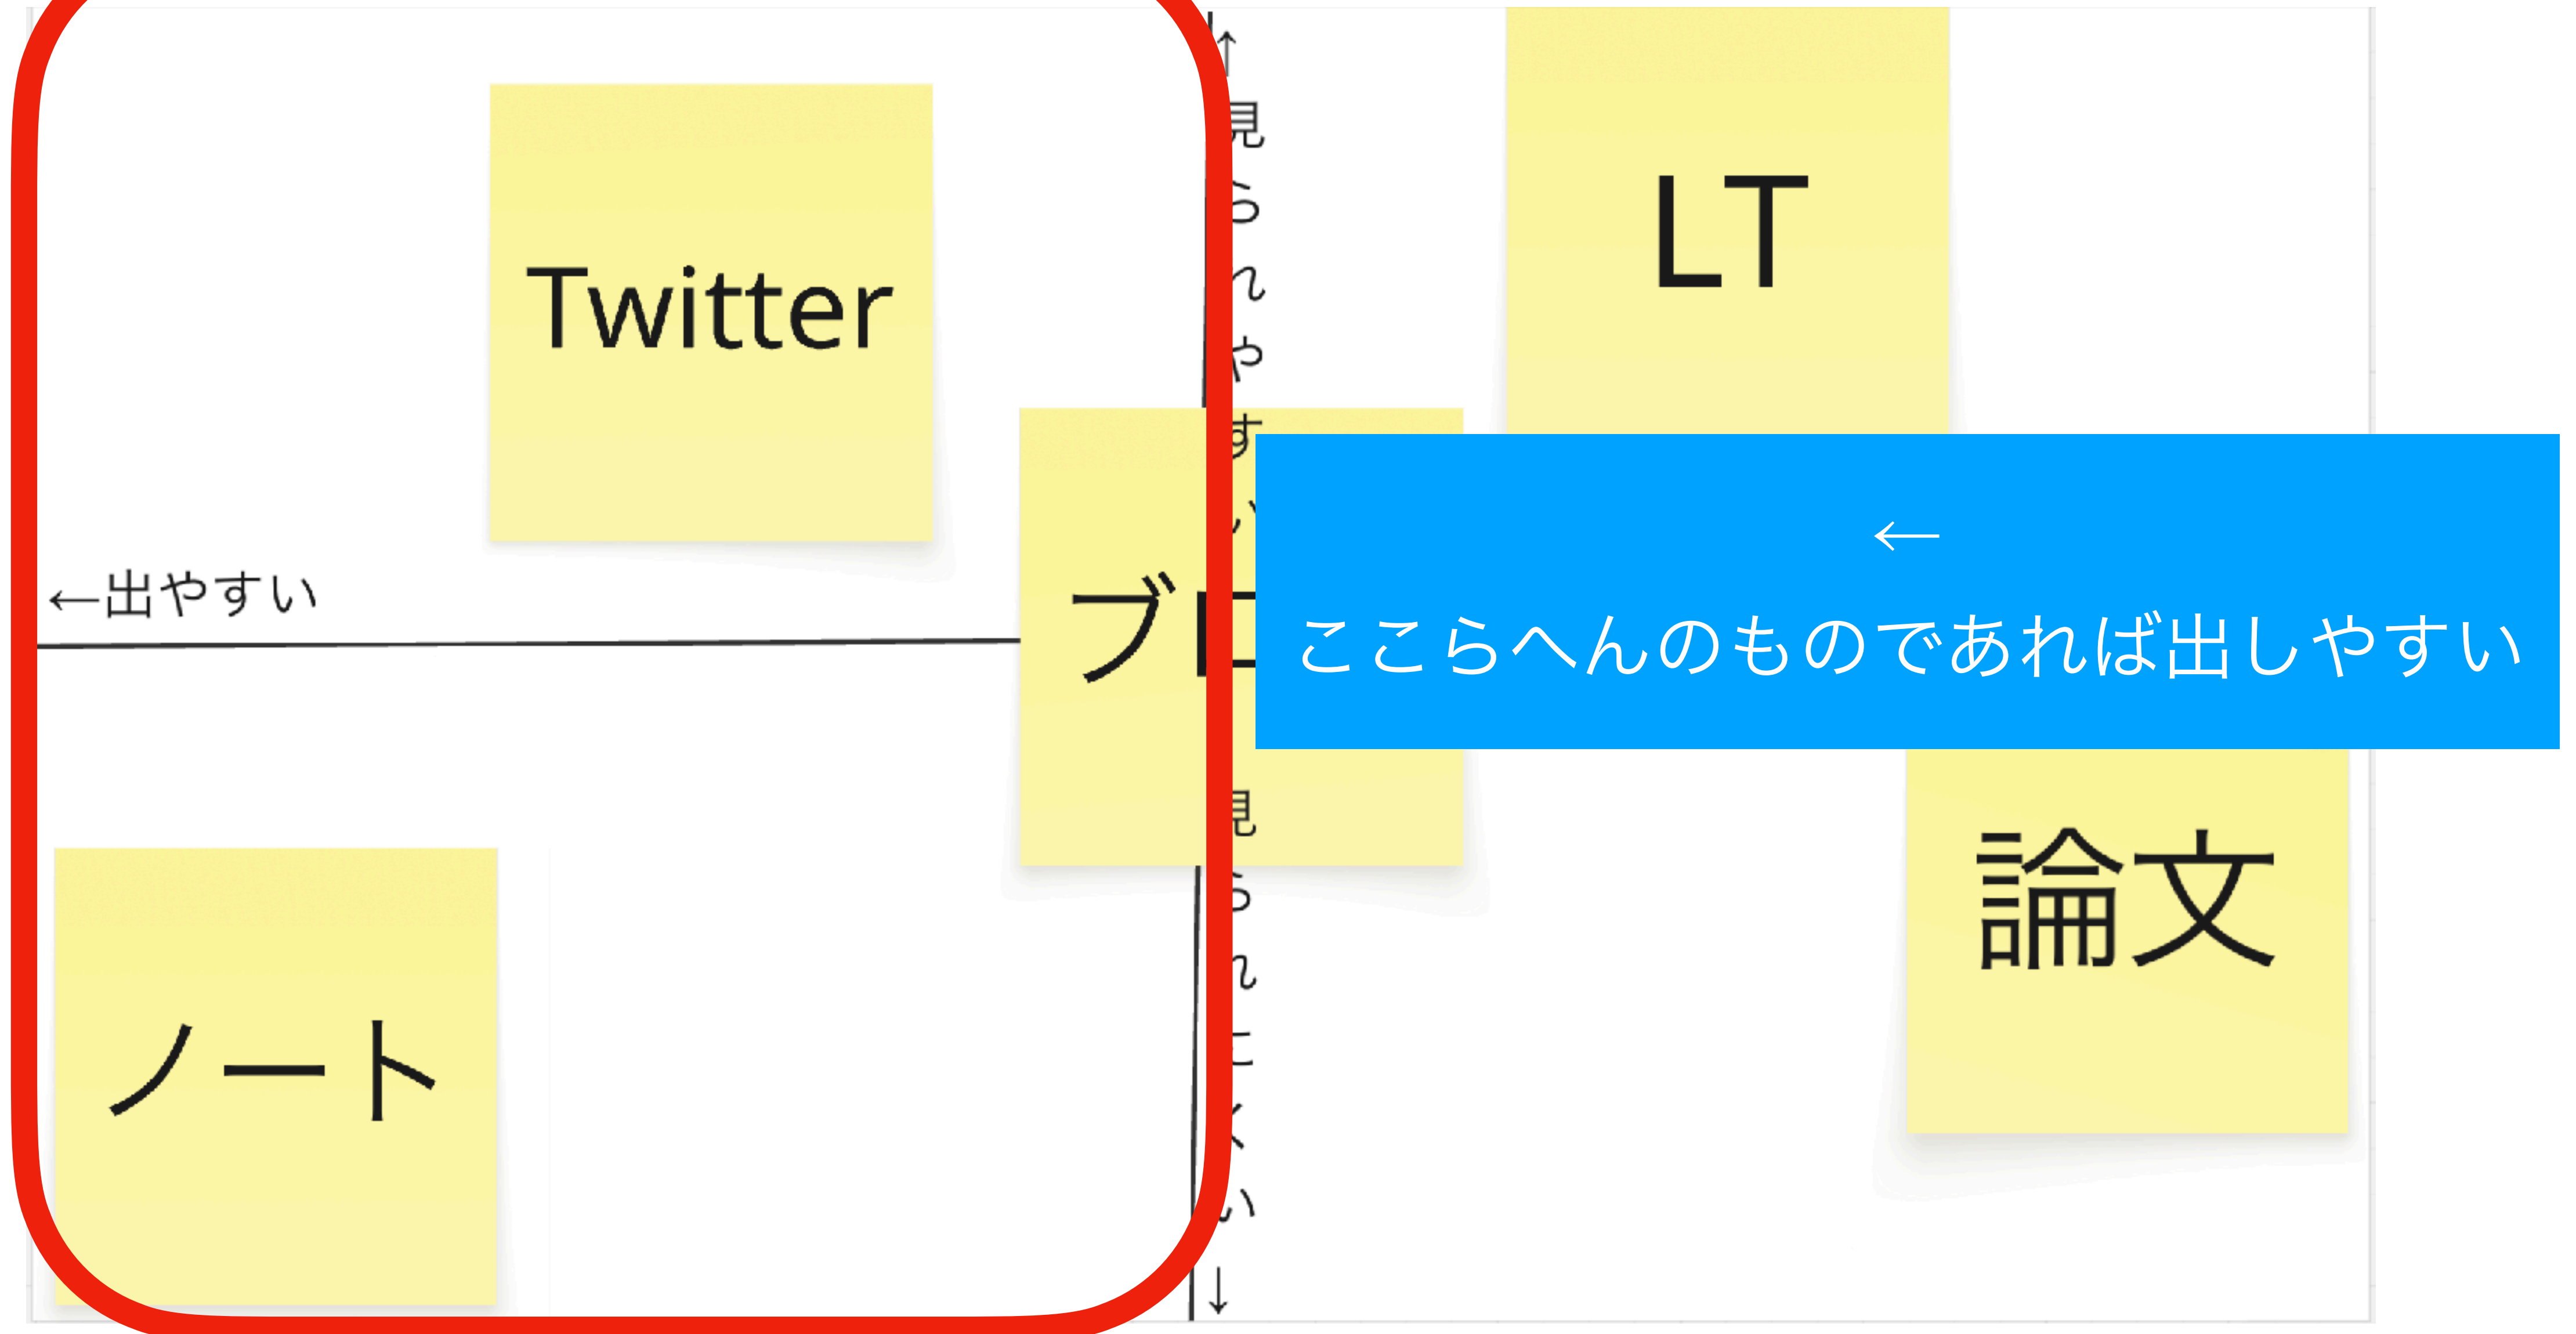 ↑見られやすい
LT
Twitter
←出やすい
ブロ
←
ここらへんのものであれば出しやすい
見られにくい↓
論文
ノート